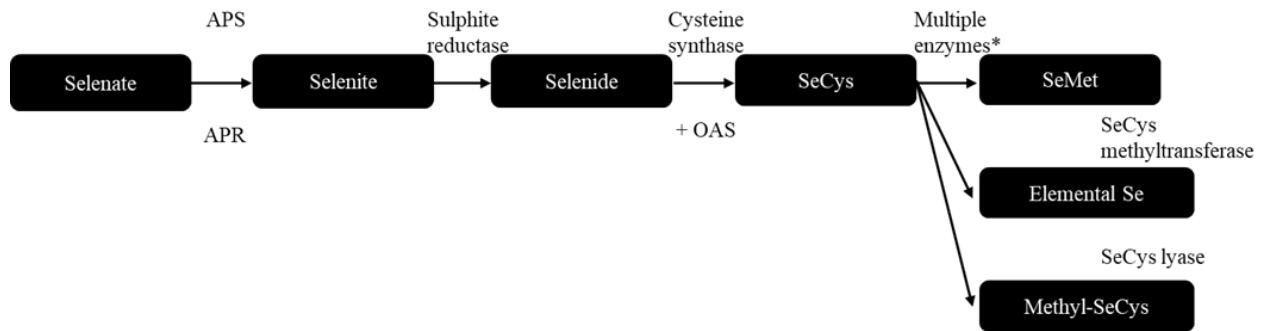 APS
Sulphite
reductase
Cysteine
synthase
Multiple
enzymes*
Selenate
Selenite
Selenide
SeCys
SeMet
APR
+ OAS
SeCys
methyltransferase
Elemental Se
SeCys lyase
Methyl-SeCys